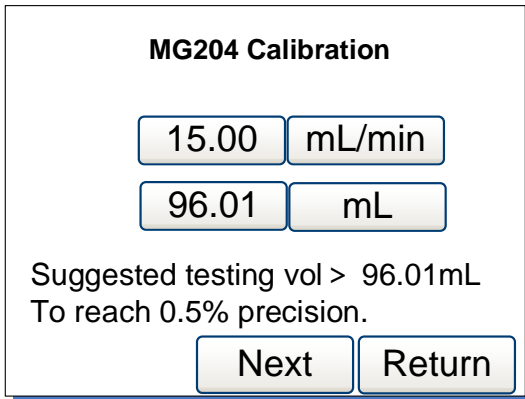 MG204 Calibration
15.00 mL/min
96.01 mL
Suggested testing vol > 96.01mL
To reach 0.5% precision.
Next Return